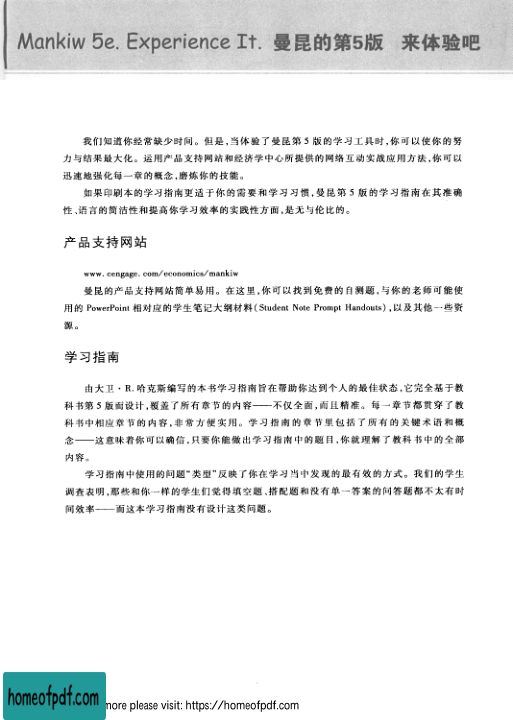 Mankiw 5e. Experience It. 曼昆的第5版 来体验吧
我们知道你经常缺少时间。但是,当体验了曼昆第 5 版的学习工具时,你可以使你的努
力与结果最大化。运用产品支持网站和经济学中心所提供的网络互动实战应用方法,你可以
迅速地强化每一章的概念,磨炼你的技能。
如果印刷本的学习指南更适于你的需要和学习习惯,曼昆第 5 版的学习指南在其准确
性、语言的简洁性和提高你学习效率的实践性方面,是无与伦比的。
产品支持网站
www.cengage.com/economics/mankiw
曼昆的产品支持网站简单易用。在这里,你可以找到免费的自测题,与你的老师可能使
用的 PowerPoint 相对应的学生笔记大纲材料(Student Note Prompt Handouts),以及其他一些资
源。
学习指南
由大卫·R.哈克斯编写的本书学习指南旨在帮助你达到个人的最佳状态,它完全基于教
科书第 5 版而设计,覆盖了所有章节的内容——不仅全面,而且精准。每一章节都贯穿了教
科书中相应章节的内容,非常方便实用。学习指南的章节里包括了所有的关键术语和概
念——这意味着你可以确信,只要你能做出学习指南中的题目,你就理解了教科书中的全部
内容。
学习指南中使用的问题“类型”反映了你在学习当中发现的最有效的方式。我们的学生
调查表明,那些和你一样的学生们觉得填空题、搭配题和没有单一答案的问答题都不太有时
间效率——而这本学习指南没有设计这类问题。
homeofpdf.com
more please visit: https://homeofpdf.com